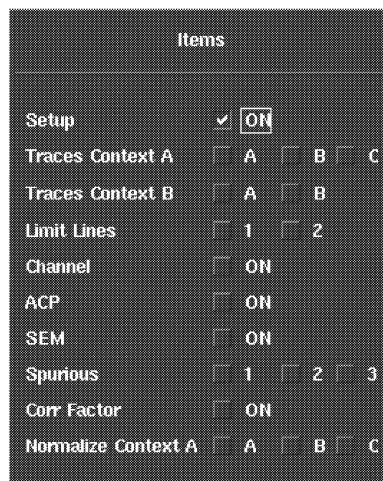 Items
Setup ON
Traces Context A A B C
Traces Context B A B
Limit Lines 1 2
Channel ON
ACP ON
SEM ON
Spurious 1 2 3
Corr Factor ON
Normalize Context A A B C